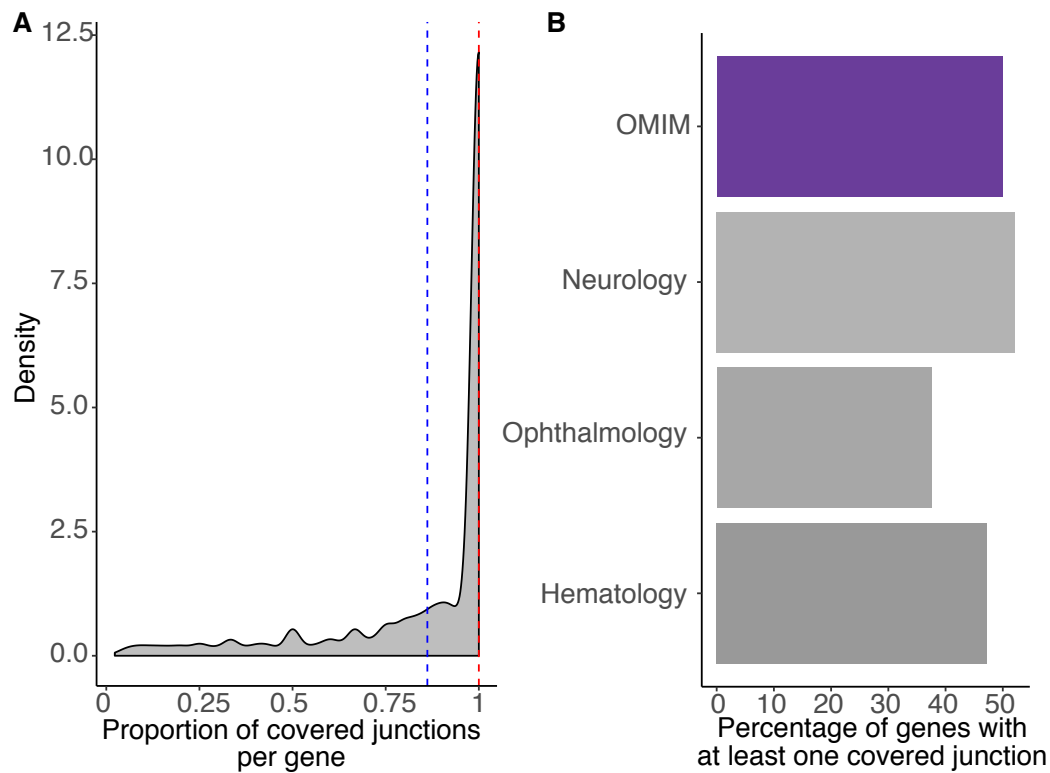 A
12.5
10.0
7.5
5.0
2.5
0.0
Density
0 0.25 0.5 0.75 1
Proportion of covered junctions
per gene
B
OMIM
Neurology
Ophthalmology
Hematology
0 10 20 30 40 50
Percentage of genes with
at least one covered junction